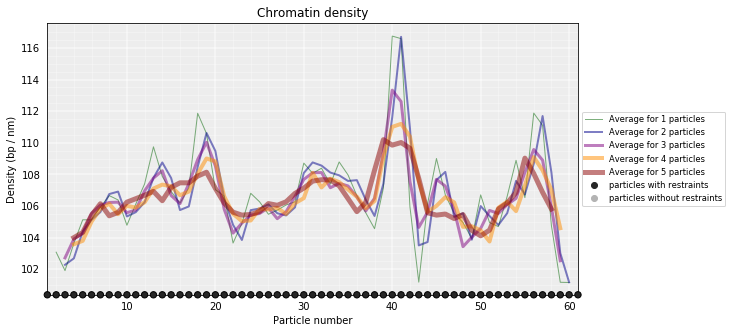 Chromatin density
116
114
112
110
108
106
104
102
Density (bp / nm)
10
20
30
40
50
60
Particle number
Average for 1 particles
Average for 2 particles
Average for 3 particles
Average for 4 particles
Average for 5 particles
particles with restraints
particles without restraints